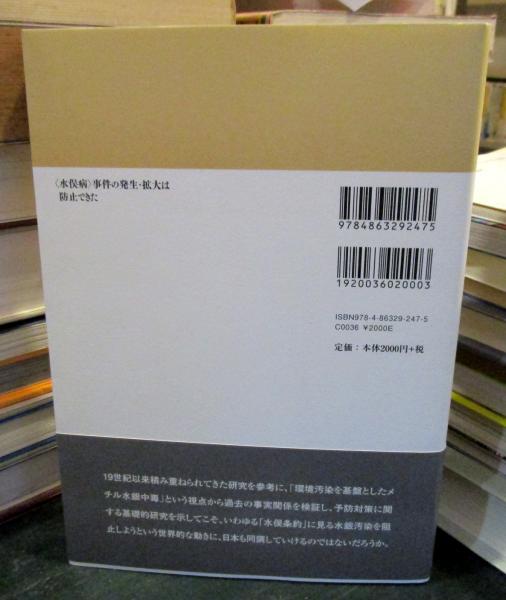 〈水俣病〉事件の発生・拡大は
防止できた
9784863292475
1920036020003
ISBN978-4-86329-247-5
C0036 ¥2000E
定価：本体2000円+税
19世紀以来積み重ねられてきた研究を参考に、「環境汚染を基盤としたメ
チル水銀中毒」という視点から過去の事実関係を検証し、予防対策に関
する基礎的研究を示してこそ、いわゆる「水俣条約」に見る水銀汚染を阻
止しようという世界的な動きに、日本も同調していけるのではないだろうか。